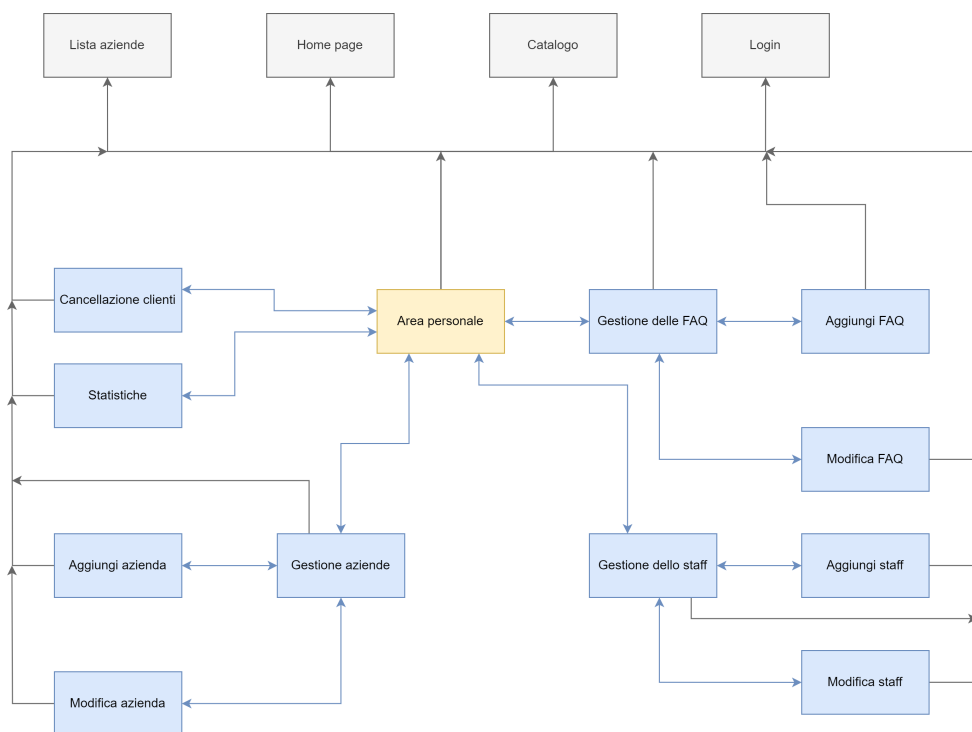 Lista aziende
Home page
Catalogo
Login
Cancellazione clienti
Area personale
Gestione delle FAQ
Aggiungi FAQ
Statistiche
Modifica FAQ
Aggiungi azienda
Gestione aziende
Gestione dello staff
Aggiungi staff
Modifica azienda
Modifica staff